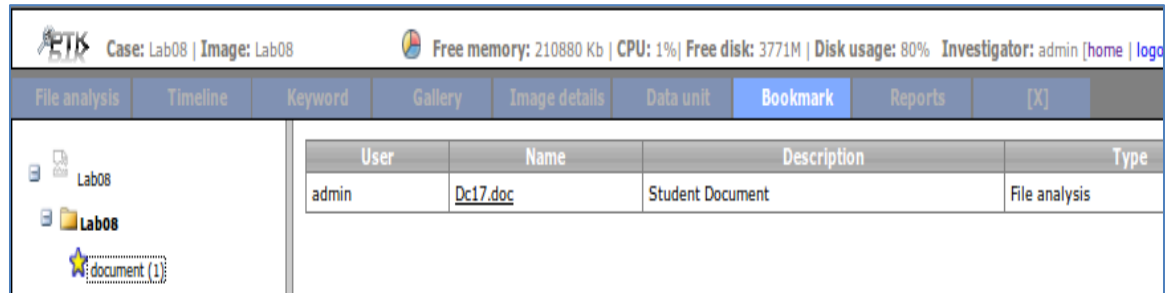 PTK Case: Lab08 | Image: Lab08 Free memory: 210880 Kb | CPU: 1%| Free disk: 3771M | Disk usage: 80% Investigator: admin [home | logo
File analysis Timeline Keyword Gallery Image details Data unit Bookmark Reports [X]
Lab08
Lab08
document (1)
User Name Description Type
admin Dc17.doc Student Document File analysis